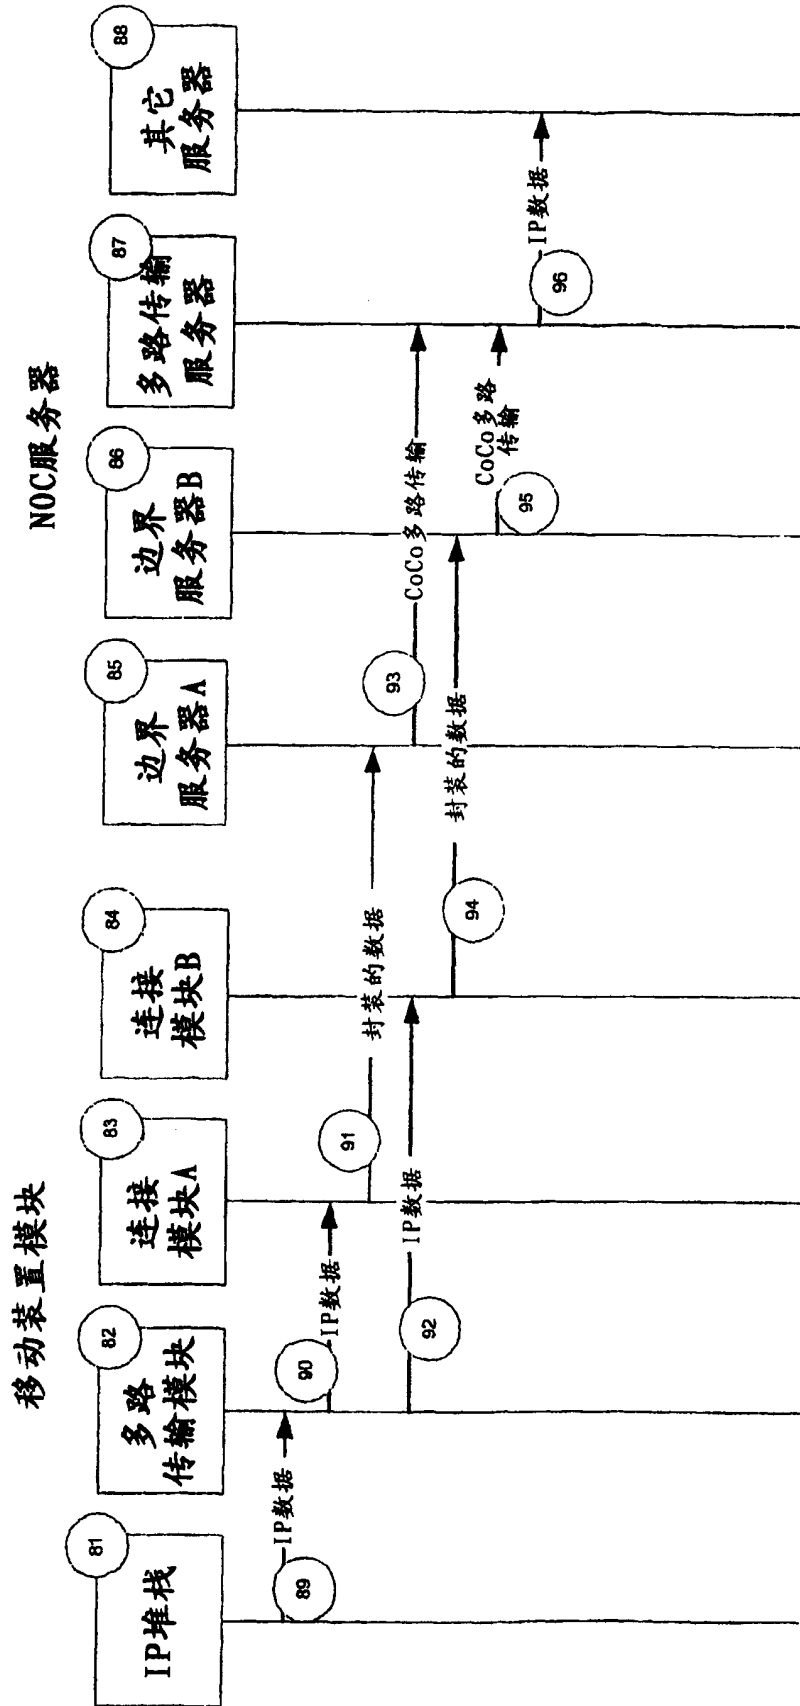 移动装置模块
NOC服务器
IP堆栈
81
多路
传输模块
82
连接
模块A
83
连接
模块B
84
边界
服务器A
85
边界
服务器B
86
多路传输
服务器
87
其它
服务器
88
IP数据
89
IP数据
90
封装的数据
91
IP数据
92
CoCo多路传输
93
封装的数据
94
CoCo多路
传输
95
IP数据
96